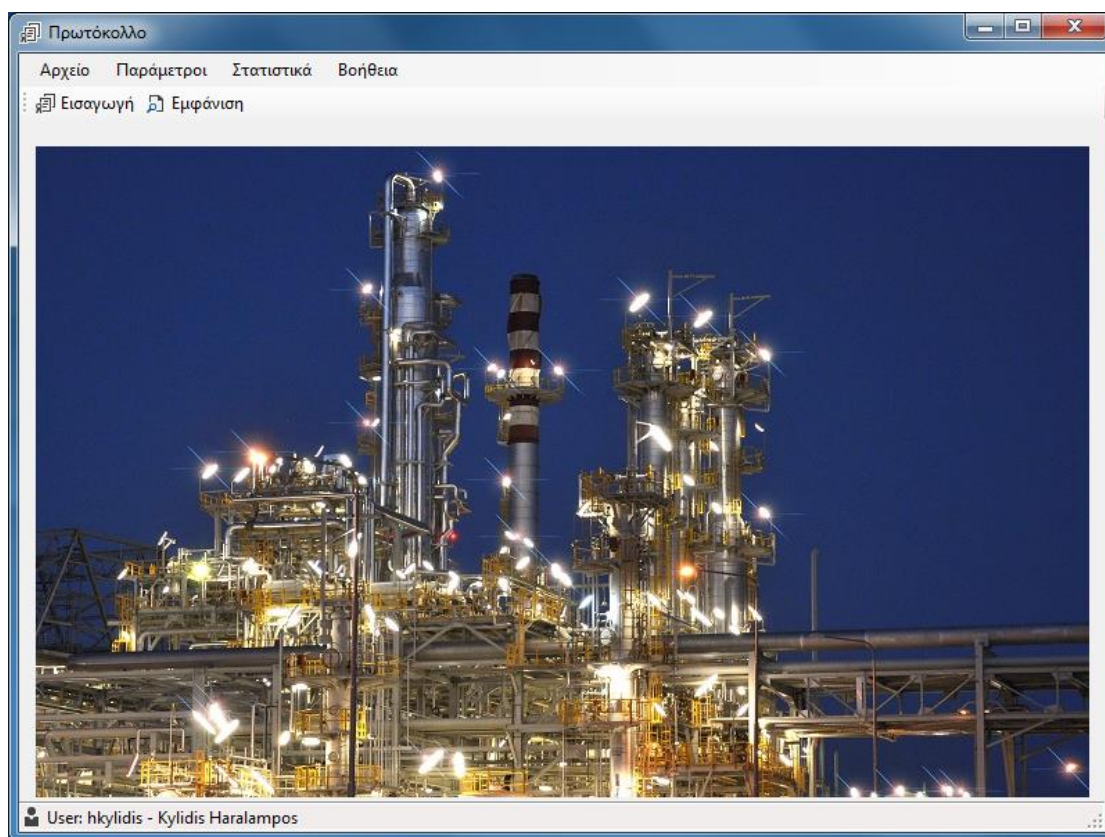 Πρωτόκολλο
Αρχείο Παράμετροι Στατιστικά Βοήθεια
Εισαγωγή Εμφάνιση
User: hkylidis - Kylidis Haralampos